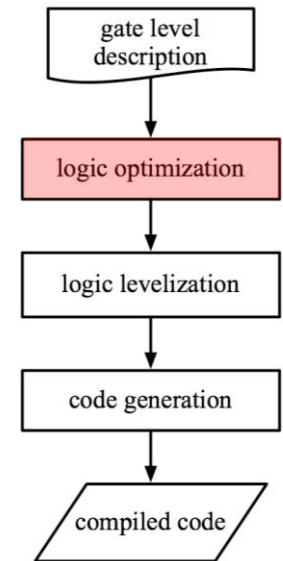 gate level
description
logic optimization
logic levelization
code generation
compiled code